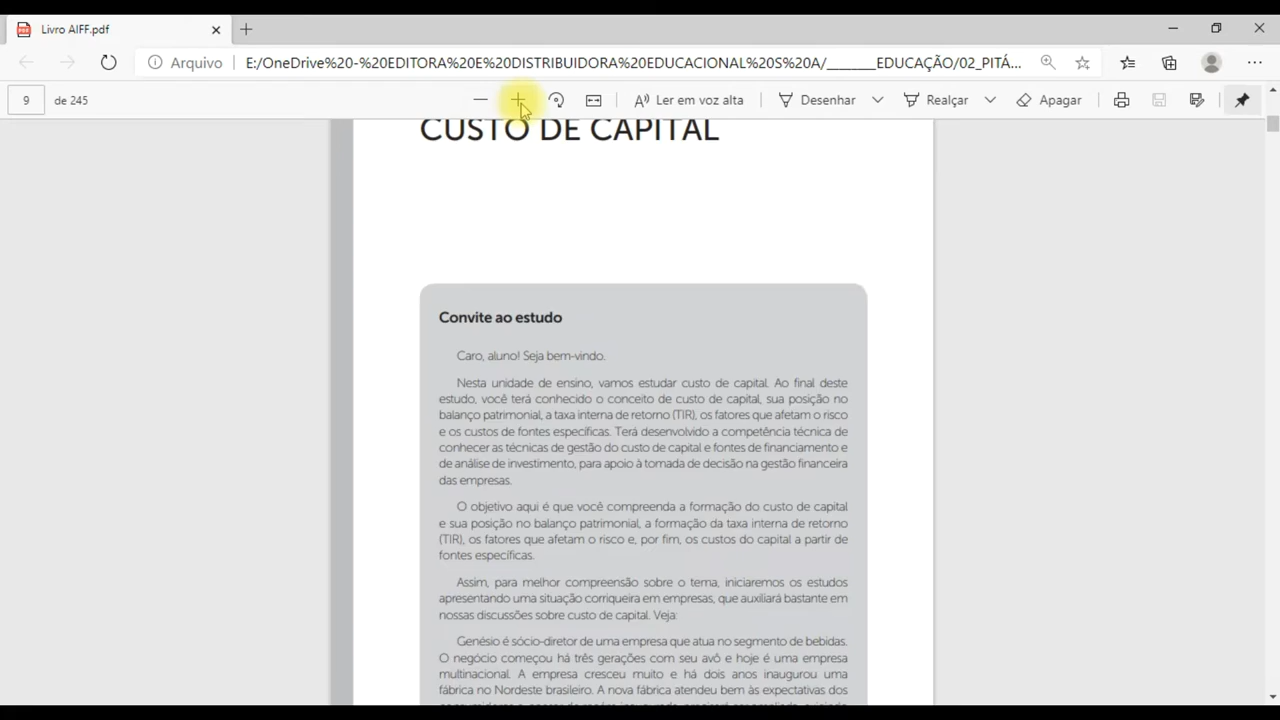 Livro AIFF.pdf
Arquivo
E:/OneDrive%20-%20EDITORA%20E%20DISTRIBUIDORA%20EDUCACIONAL%20S%20A/________EDUCAÇÃO/02_PITÁ...
9
de 245
Ler em voz alta
Desenhar
Realçar
Apagar
CUSTO DE CAPITAL
Convite ao estudo
Caro, aluno! Seja bem-vindo.
Nesta unidade de ensino, vamos estudar custo de capital. Ao final deste
estudo, você terá conhecido o conceito de custo de capital, sua posição no
balanço patrimonial, a taxa interna de retorno (TIR), os fatores que afetam o risco
e os custos de fontes específicas. Terá desenvolvido a competência técnica de
conhecer as técnicas de gestão do custo de capital e fontes de financiamento e
de análise de investimento, para apoio à tomada de decisão na gestão financeira
das empresas.
O objetivo aqui é que você compreenda a formação do custo de capital
e sua posição no balanço patrimonial, a formação da taxa interna de retorno
(TIR), os fatores que afetam o risco e, por fim, os custos do capital a partir de
fontes específicas.
Assim, para melhor compreensão sobre o tema, iniciaremos os estudos
apresentando uma situação corriqueira em empresas, que auxiliará bastante em
nossas discussões sobre custo de capital. Veja:
Genésio é sócio-diretor de uma empresa que atua no segmento de bebidas.
O negócio começou há três gerações com seu avô e hoje é uma empresa
multinacional. A empresa cresceu muito e há dois anos inaugurou uma
fábrica no Nordeste brasileiro. A nova fábrica atendeu bem às expectativas dos